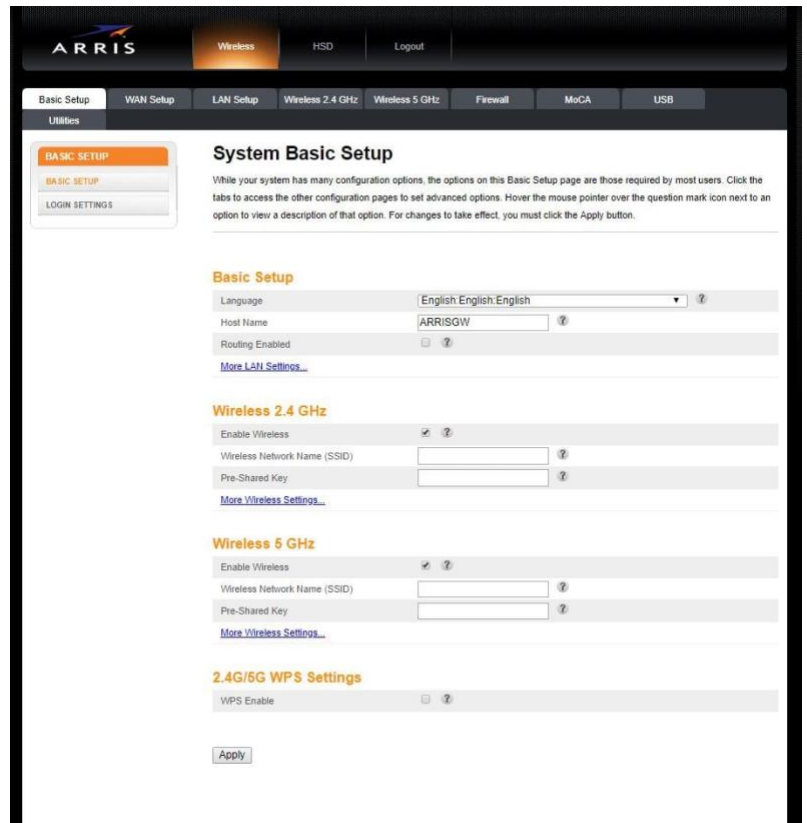 ARRIS
Wireless HSD Logout
Basic Setup WAN Setup LAN Setup Wireless 2.4 GHz Wireless 5 GHz Firewall MoCA USB
Utilities
BASIC SETUP
BASIC SETUP
LOGIN SETTINGS
System Basic Setup
While your system has many configuration options, the options on this Basic Setup page are those required by most users. Click the
tabs to access the other configuration pages to set advanced options. Hover the mouse pointer over the question mark icon next to an
option to view a description of that option. For changes to take effect, you must click the Apply button.
Basic Setup
Language English:English:English ?
Host Name ARRISGW ?
Routing Enabled ?
More LAN Settings...
Wireless 2.4 GHz
Enable Wireless ?
Wireless Network Name (SSID) ?
Pre-Shared Key ?
More Wireless Settings...
Wireless 5 GHz
Enable Wireless ?
Wireless Network Name (SSID) ?
Pre-Shared Key ?
More Wireless Settings...
2.4G/5G WPS Settings
WPS Enable ?
Apply